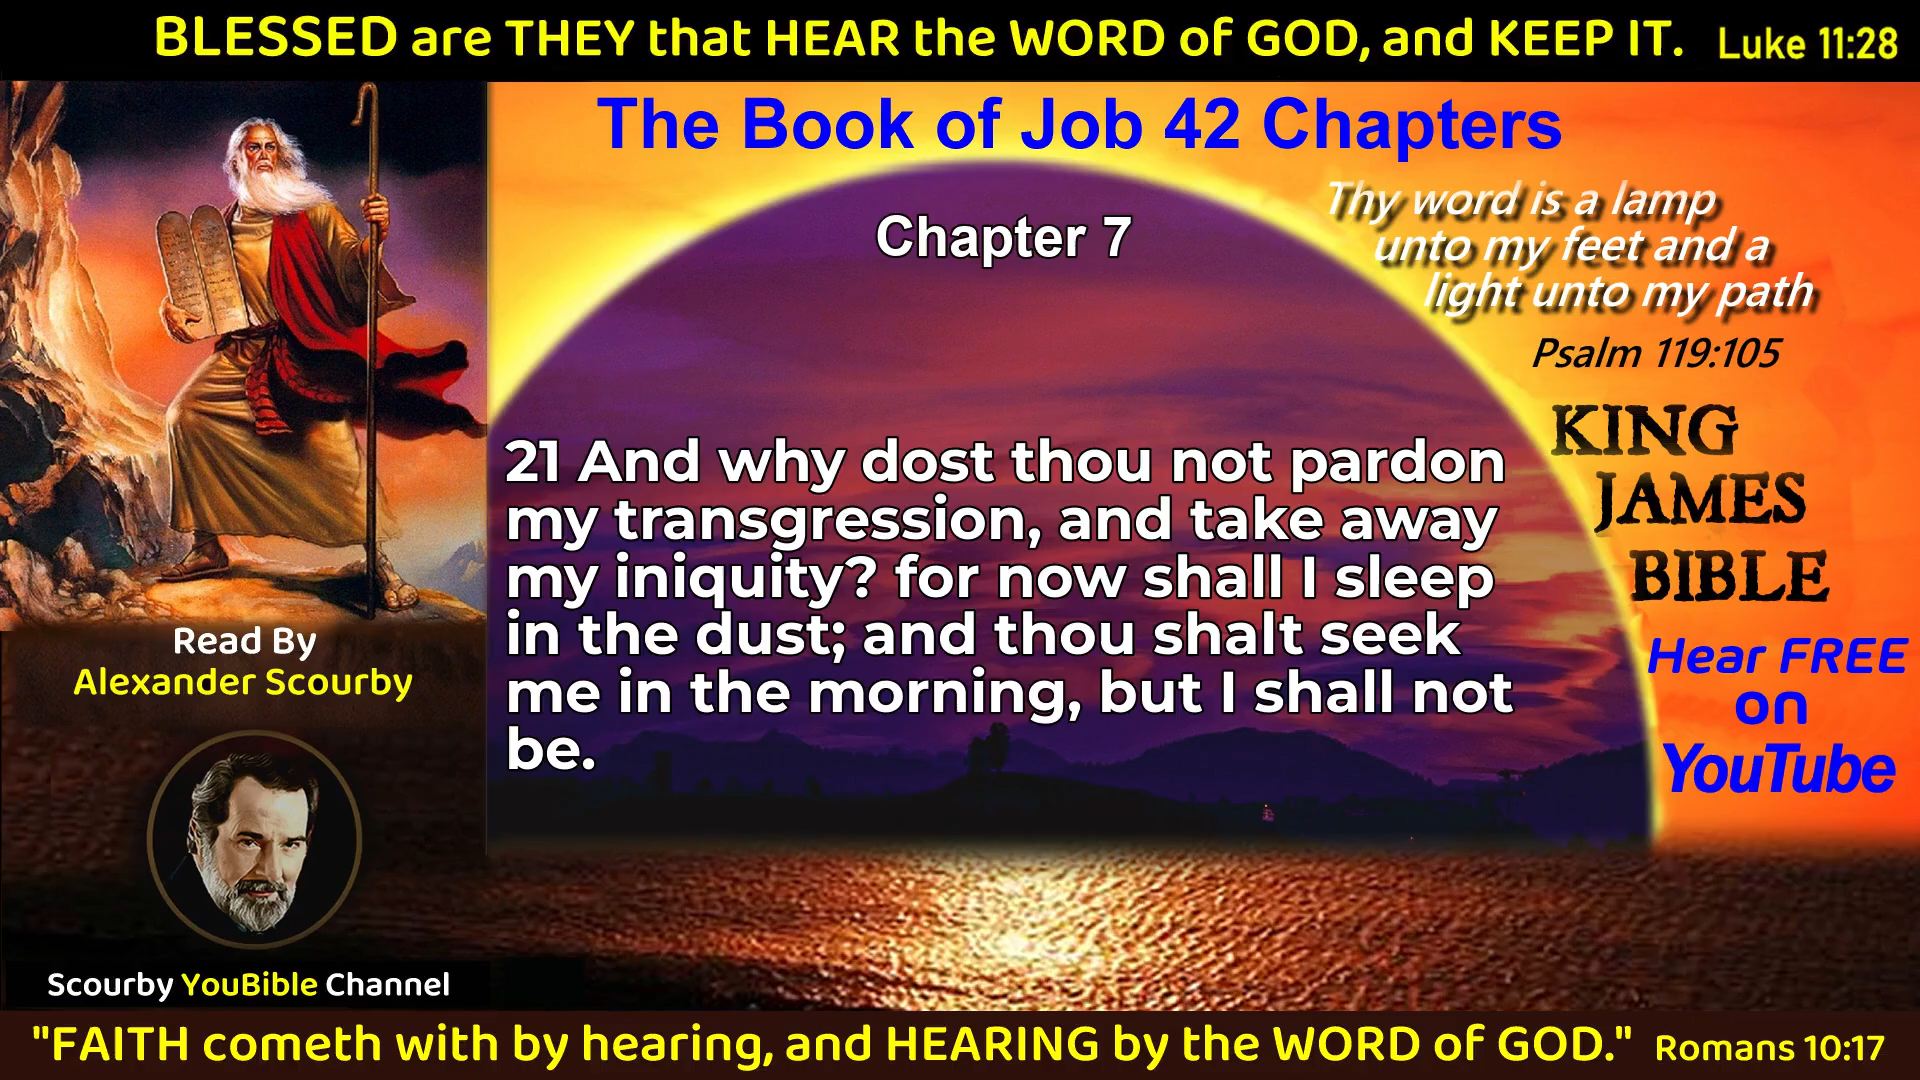 BLESSED are THEY that HEAR the WORD of GOD, and KEEP IT. Luke 11:28
The Book of Job 42 Chapters
Chapter 7
Thy word is a lamp
unto my feet and a
light unto my path
Psalm 119:105
KING
JAMES
BIBLE
Hear FREE
on
YouTube
21 And why dost thou not pardon
my transgression, and take away
my iniquity? for now shall I sleep
in the dust; and thou shalt seek
me in the morning, but I shall not
be.
Read By
Alexander Scourby
Scourby YouBible Channel
"FAITH cometh with by hearing, and HEARING by the WORD of GOD." Romans 10:17